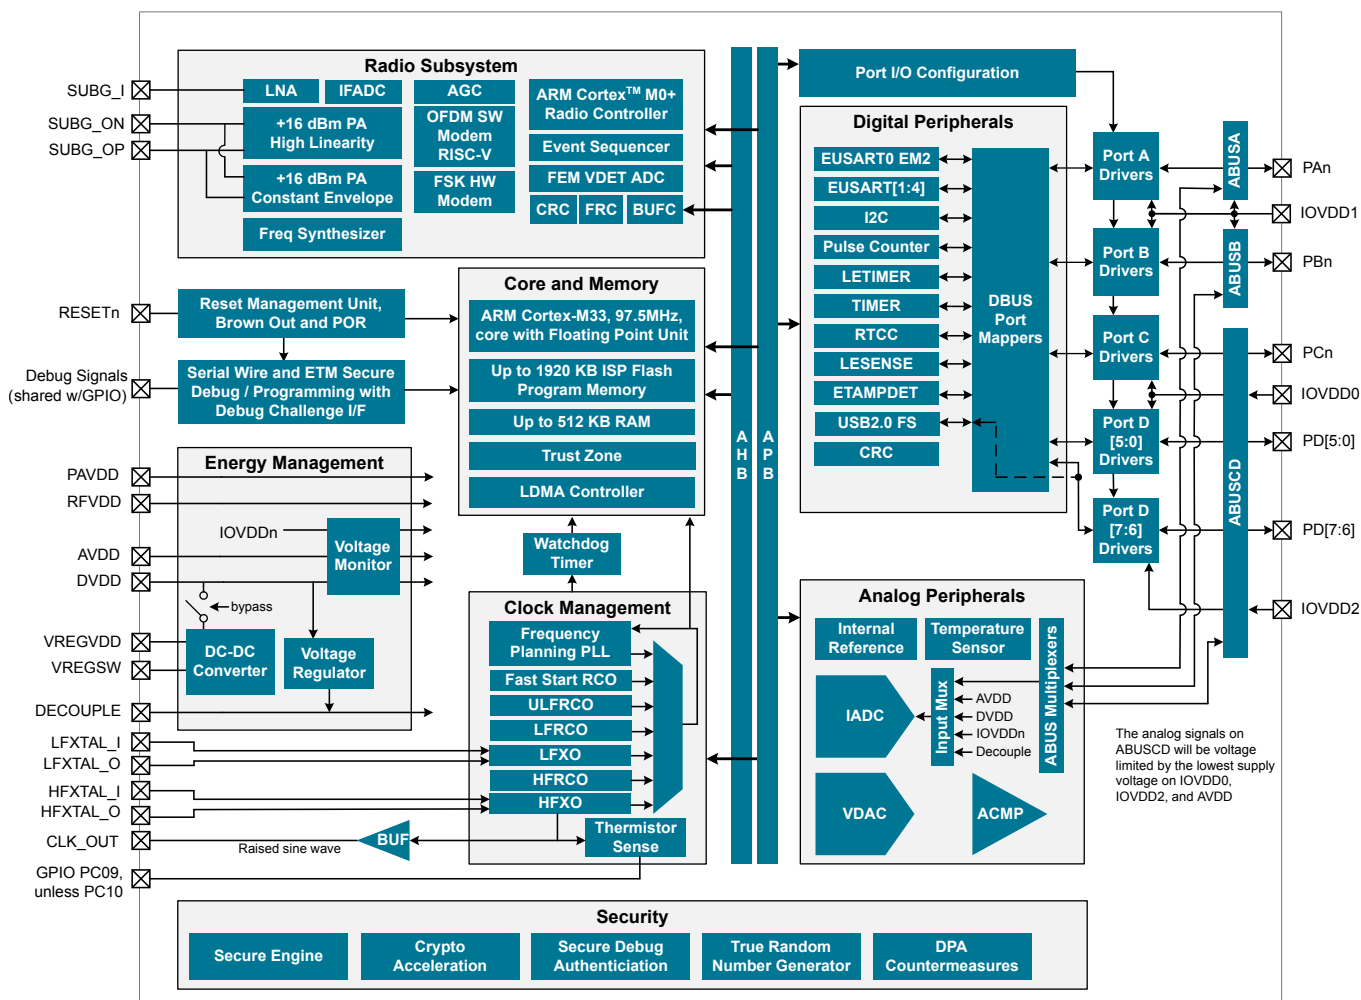 Radio Subsystem
SUBG_I
SUBG_ON
SUBG_OP
LNA
IFADC
AGC
+16 dBm PA
High Linearity
+16 dBm PA
Constant Envelope
Freq Synthesizer
OFDM SW
Modem
RISC-V
FSK HW
Modem
ARM Cortex™ M0+
Radio Controller
Event Sequencer
FEM VDET ADC
CRC
FRC
BUFC
RESETn
Reset Management Unit,
Brown Out and POR
Debug Signals
(shared w/GPIO)
Serial Wire and ETM Secure
Debug / Programming with
Debug Challenge I/F
Core and Memory
ARM Cortex-M33, 97.5MHz,
core with Floating Point Unit
Up to 1920 KB ISP Flash
Program Memory
Up to 512 KB RAM
Trust Zone
LDMA Controller
Energy Management
PAVDD
RFVDD
AVDD
DVDD
VREGVDD
VREGSW
DECOUPLE
IOVDDn
Voltage
Monitor
bypass
DC-DC
Converter
Voltage
Regulator
Watchdog
Timer
Clock Management
Frequency
Planning PLL
Fast Start RCO
ULFRCO
LFRCO
LFXO
HFRCO
HFXO
Thermistor
Sense
LFXTAL_I
LFXTAL_O
HFXTAL_I
HFXTAL_O
CLK_OUT
Raised sine wave
BUF
GPIO PC09,
unless PC10
AHB
APB
Port I/O Configuration
Digital Peripherals
EUSART0 EM2
EUSART[1:4]
I2C
Pulse Counter
LETIMER
TIMER
RTCC
LESENSE
ETAMPDET
USB2.0 FS
CRC
DBUS
Port
Mappers
Port A
Drivers
Port B
Drivers
Port C
Drivers
Port D
[5:0]
Drivers
Port D
[7:6]
Drivers
ABUSA
ABUSB
ABUSCD
PAn
IOVDD1
PBn
PCn
IOVDD0
PD[5:0]
PD[7:6]
IOVDD2
Analog Peripherals
Internal
Reference
Temperature
Sensor
IADC
Input Mux
AVDD
DVDD
IOVDDn
Decouple
ABUS Multiplexers
VDAC
ACMP
The analog signals on
ABUSCD will be voltage
limited by the lowest supply
voltage on IOVDD0,
IOVDD2, and AVDD
Security
Secure Engine
Crypto
Acceleration
Secure Debug
Authenticiation
True Random
Number Generator
DPA
Countermeasures